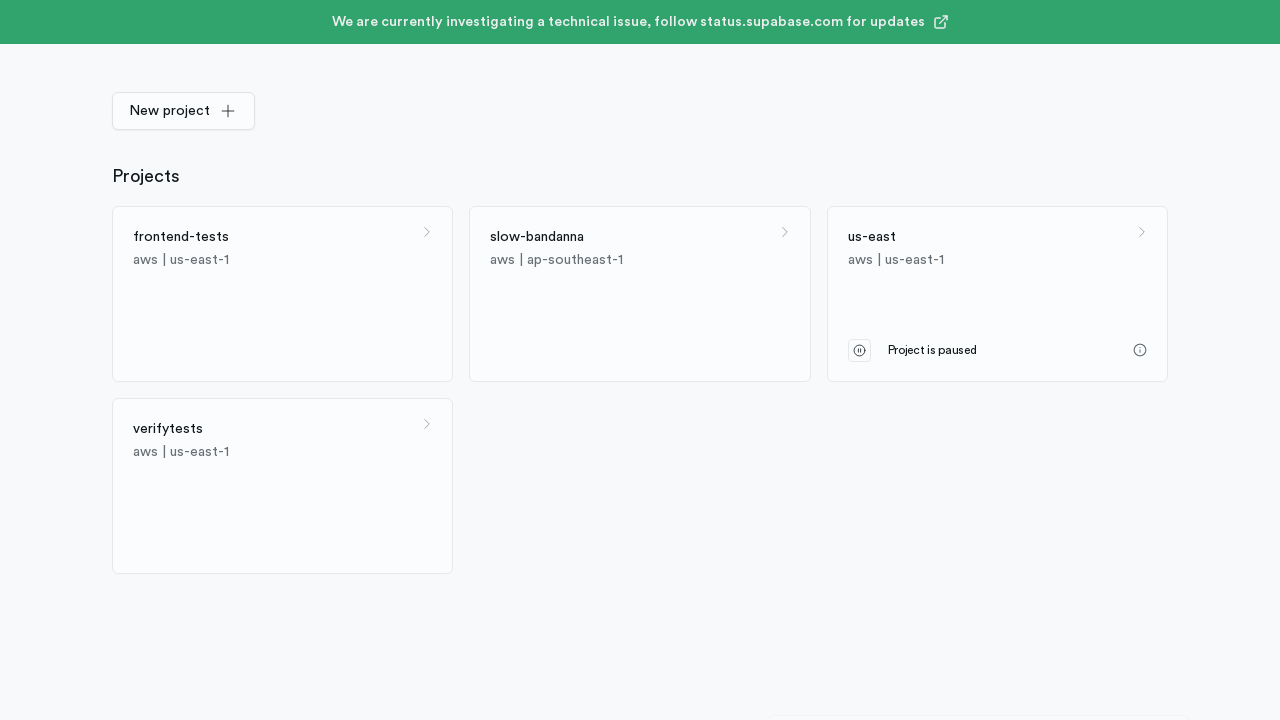 We are currently investigating a technical issue, follow status.supabase.com for updates
New project
Projects
frontend-tests
aws | us-east-1
slow-bandanna
aws | ap-southeast-1
us-east
aws | us-east-1
Project is paused
verifytests
aws | us-east-1